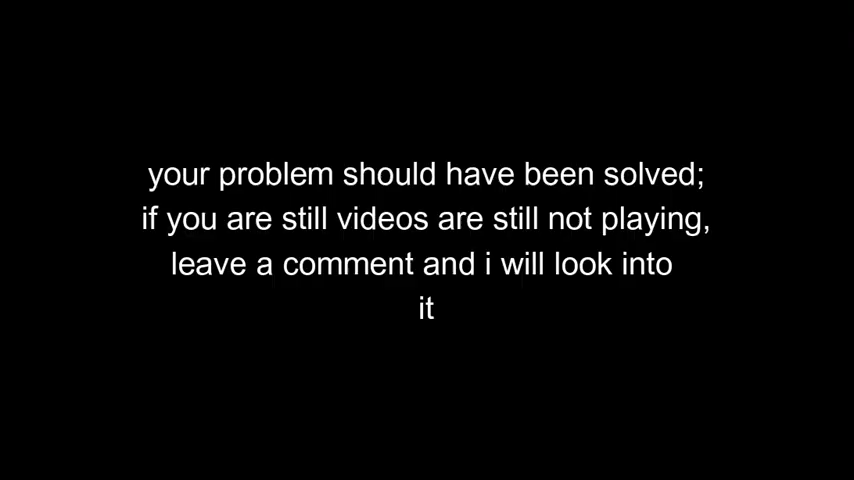 your problem should have been solved;
if you are still videos are still not playing,
leave a comment and i will look into
it